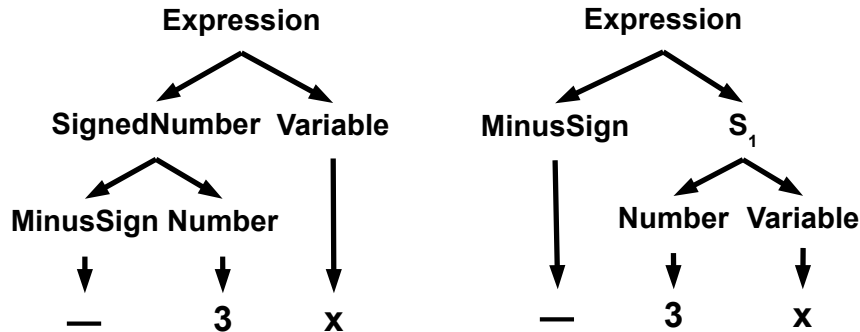 Expression Expression
SignedNumber Variable MinusSign S₁
MinusSign Number Number Variable
— 3 x — 3 x